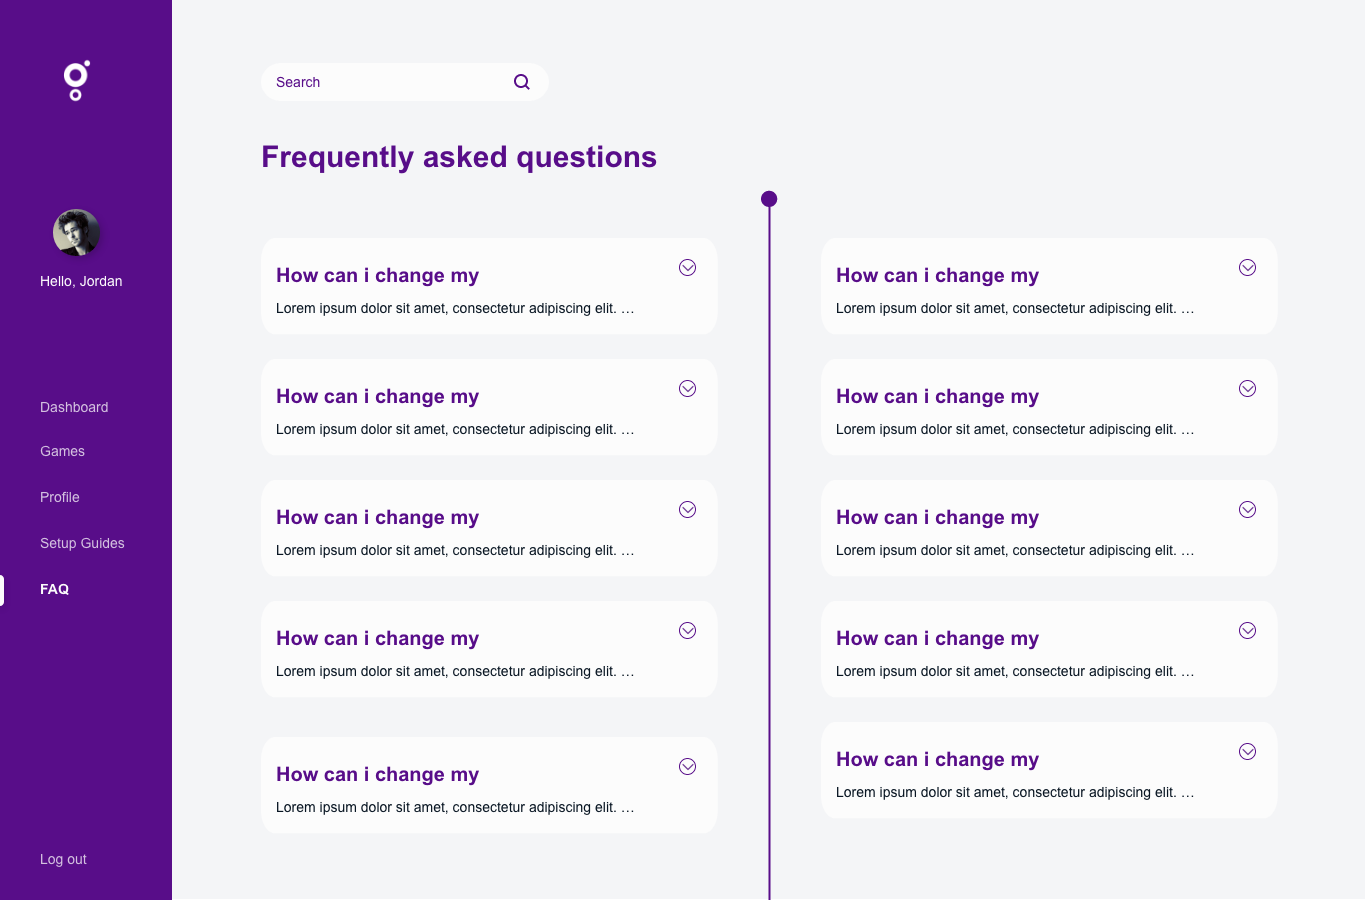 Search
Frequently asked questions
Hello, Jordan
Dashboard
Games
Profile
Setup Guides
FAQ
Log out
How can i change my
Lorem ipsum dolor sit amet, consectetur adipiscing elit. …
How can i change my
Lorem ipsum dolor sit amet, consectetur adipiscing elit. …
How can i change my
Lorem ipsum dolor sit amet, consectetur adipiscing elit. …
How can i change my
Lorem ipsum dolor sit amet, consectetur adipiscing elit. …
How can i change my
Lorem ipsum dolor sit amet, consectetur adipiscing elit. …
How can i change my
Lorem ipsum dolor sit amet, consectetur adipiscing elit. …
How can i change my
Lorem ipsum dolor sit amet, consectetur adipiscing elit. …
How can i change my
Lorem ipsum dolor sit amet, consectetur adipiscing elit. …
How can i change my
Lorem ipsum dolor sit amet, consectetur adipiscing elit. …
How can i change my
Lorem ipsum dolor sit amet, consectetur adipiscing elit. …